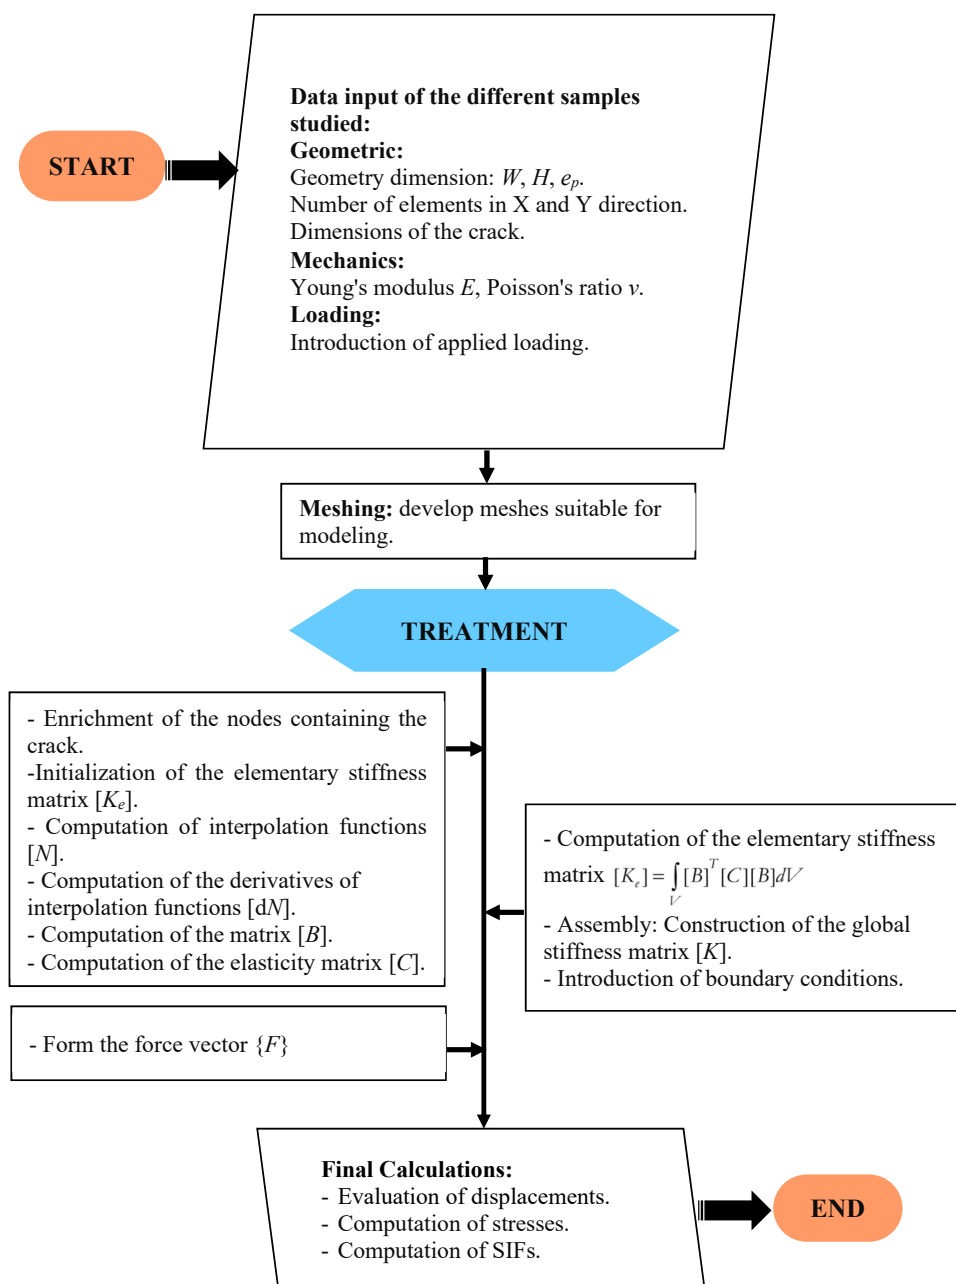 START
Data input of the different samples
studied:
Geometric:
Geometry dimension: W, H, eₚ.
Number of elements in X and Y direction.
Dimensions of the crack.
Mechanics:
Young's modulus E, Poisson's ratio ν.
Loading:
Introduction of applied loading.
Meshing: develop meshes suitable for
modeling.
TREATMENT
- Enrichment of the nodes containing the
crack.
-Initialization of the elementary stiffness
matrix [Kₑ].
- Computation of interpolation functions
[N].
- Computation of the derivatives of
interpolation functions [dN].
- Computation of the matrix [B].
- Computation of the elasticity matrix [C].
- Computation of the elementary stiffness
matrix [Kₑ] = ∫_V [B]^T [C][B]dV
- Assembly: Construction of the global
stiffness matrix [K].
- Introduction of boundary conditions.
- Form the force vector {F}
Final Calculations:
- Evaluation of displacements.
- Computation of stresses.
- Computation of SIFs.
END